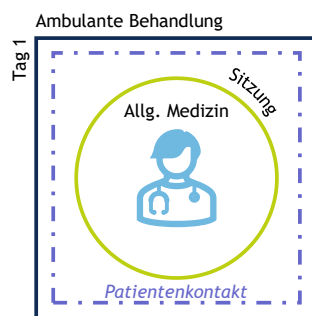 Ambulante Behandlung
Tag 1
Sitzung
Allg. Medizin
Patientenkontakt